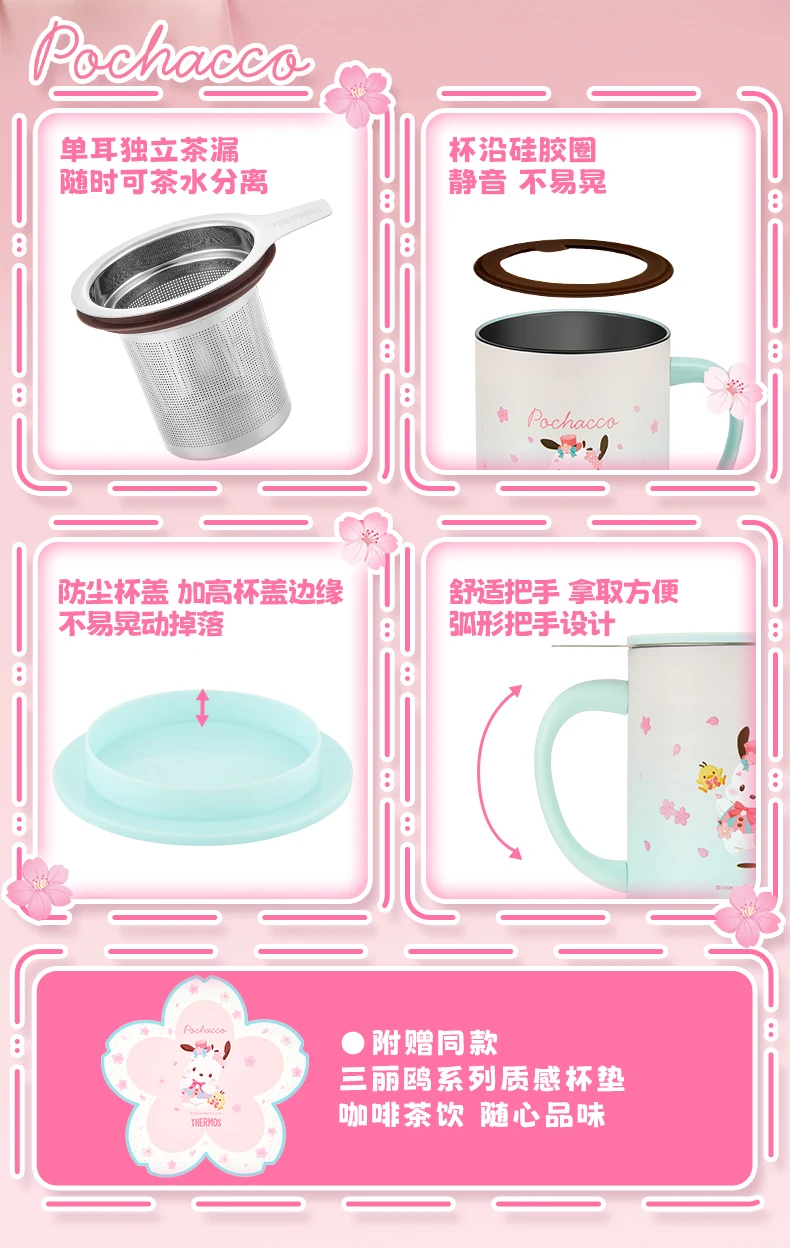 Pochacco
单耳独立茶漏
随时可茶水分离
THERMOS
杯沿硅胶圈
静音 不易晃
Pochacco
防尘杯盖 加高杯盖边缘
不易晃动掉落
舒适把手 拿取方便
弧形把手设计
Pochacco
THERMOS
●附赠同款
三丽鸥系列质感杯垫
咖啡茶饮 随心品味